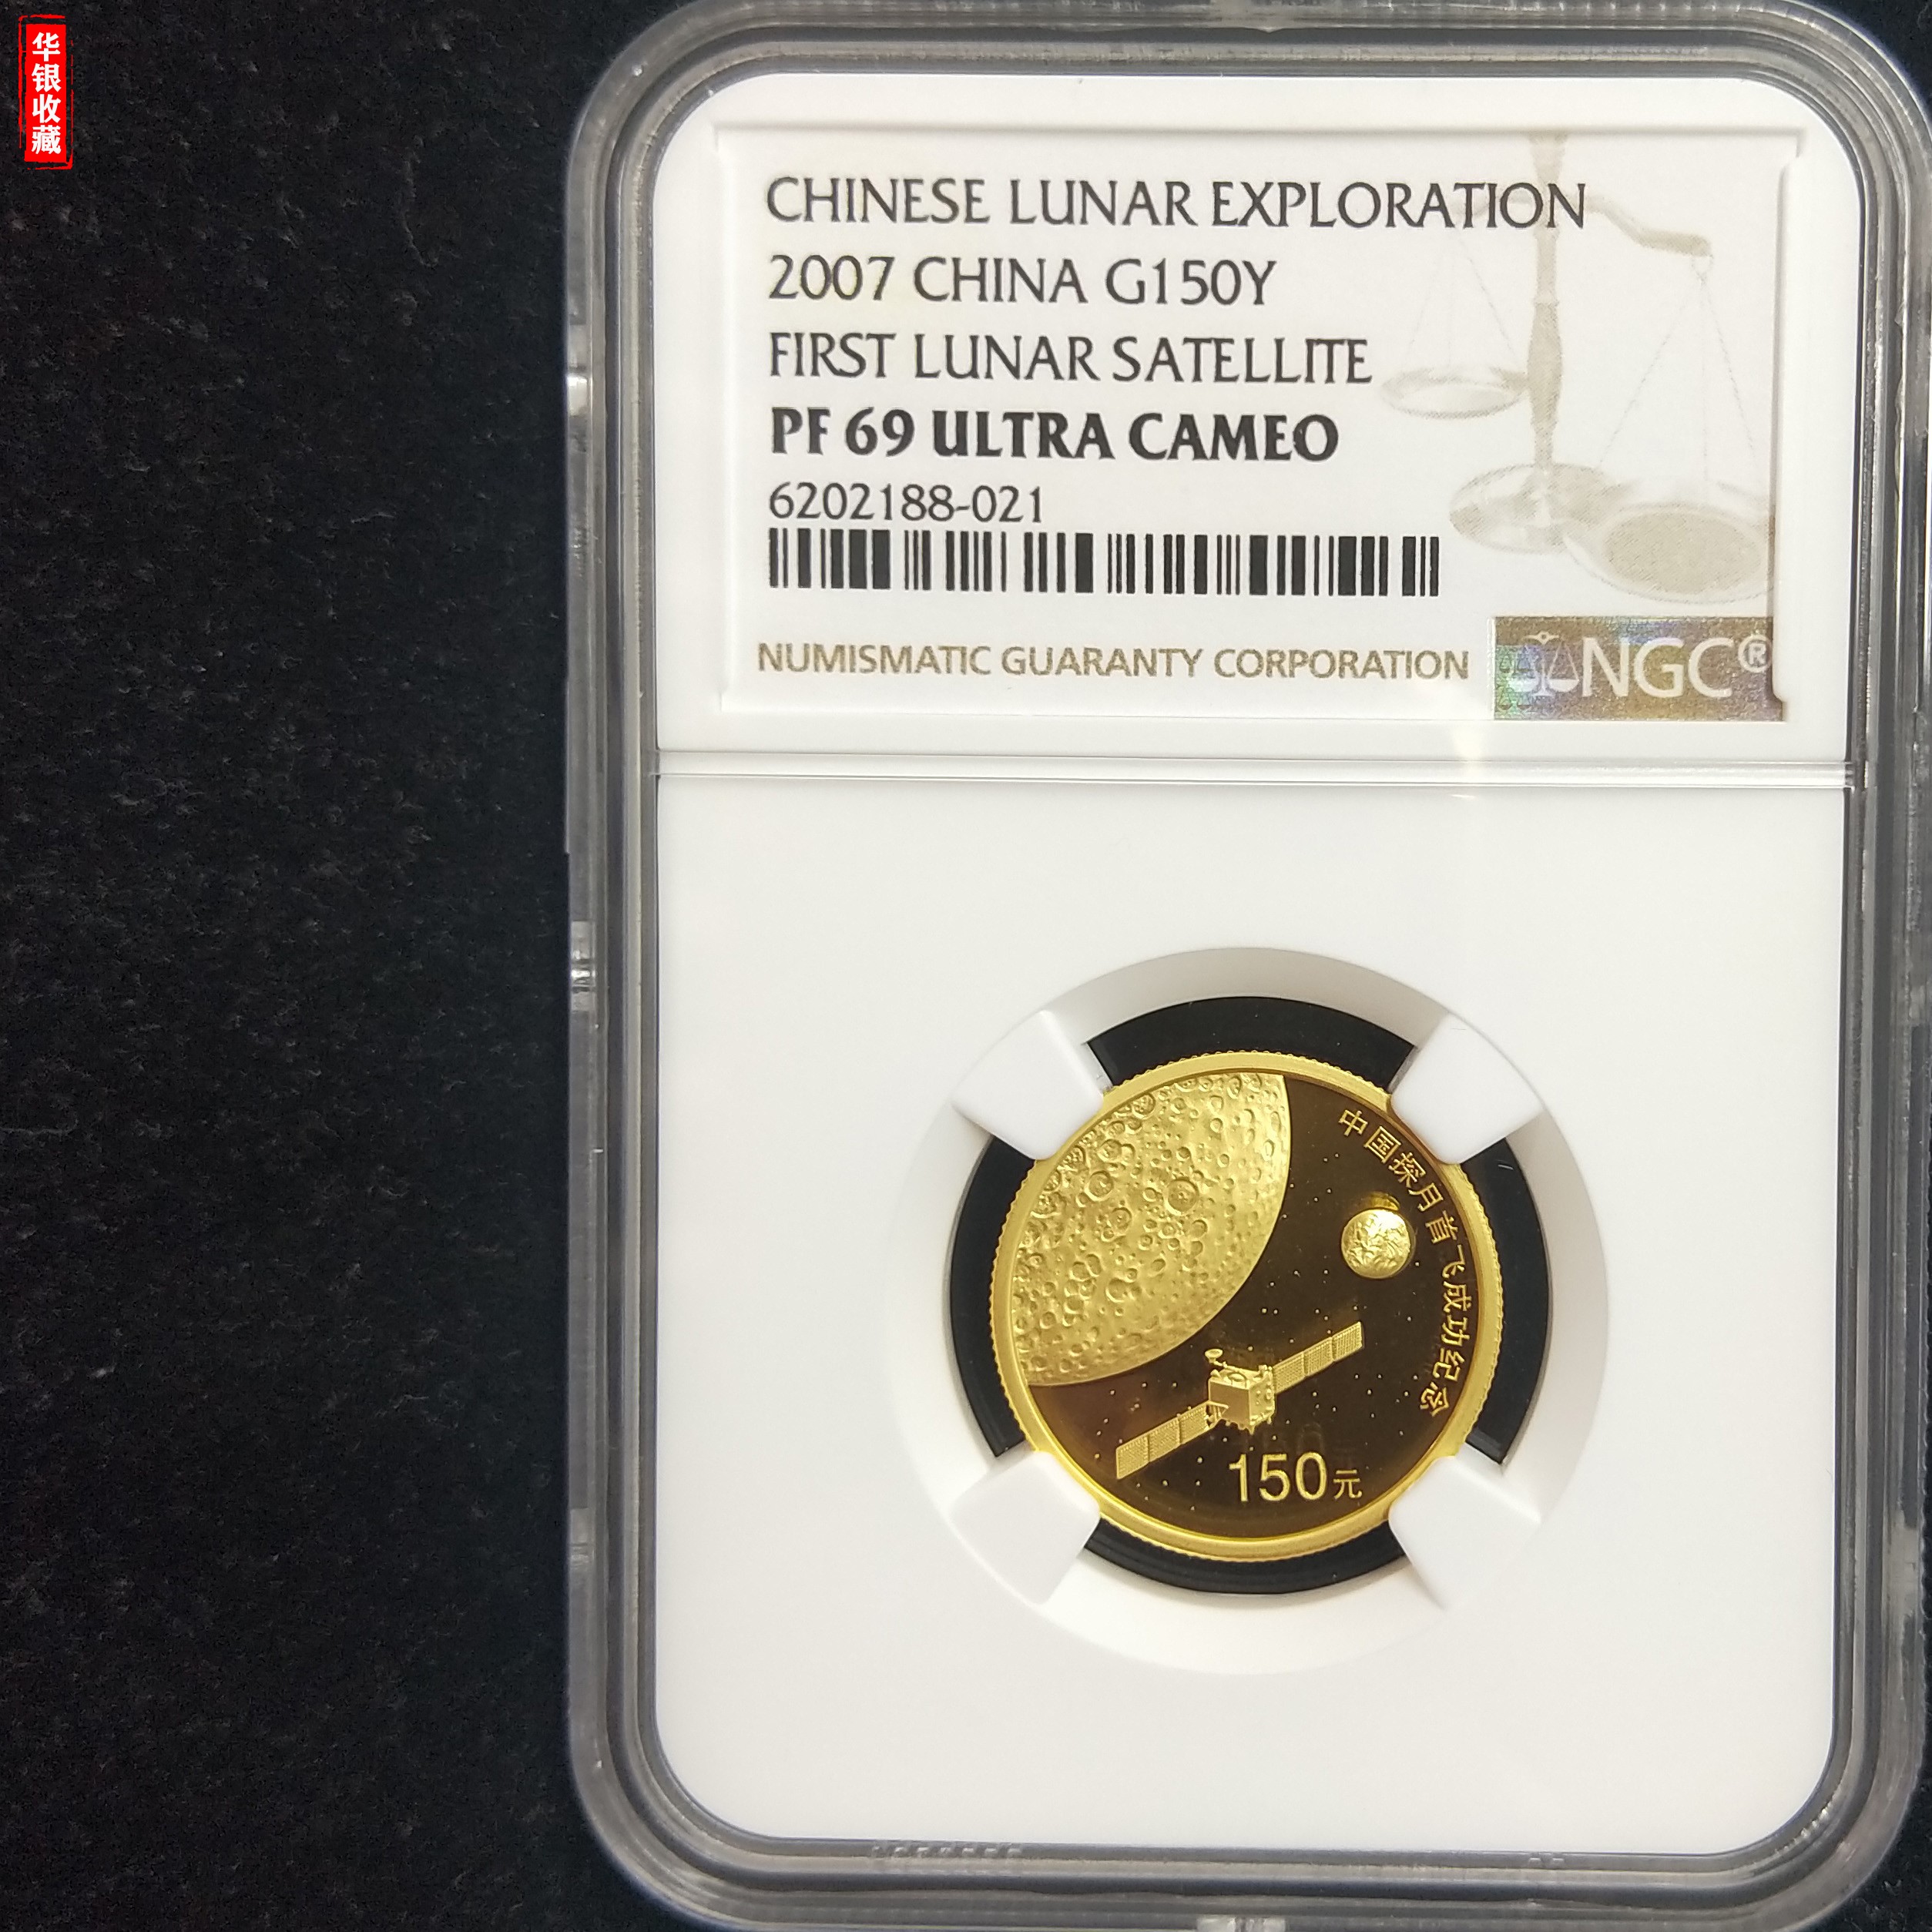 华银收藏
CHINESE LUNAR EXPLORATION
2007 CHINA G150Y
FIRST LUNAR SATELLITE
PF 69 ULTRA CAMEO
6202188-021
NUMISMATIC GUARANTY CORPORATION
NGC®
中国探月首飞成功纪念
150元